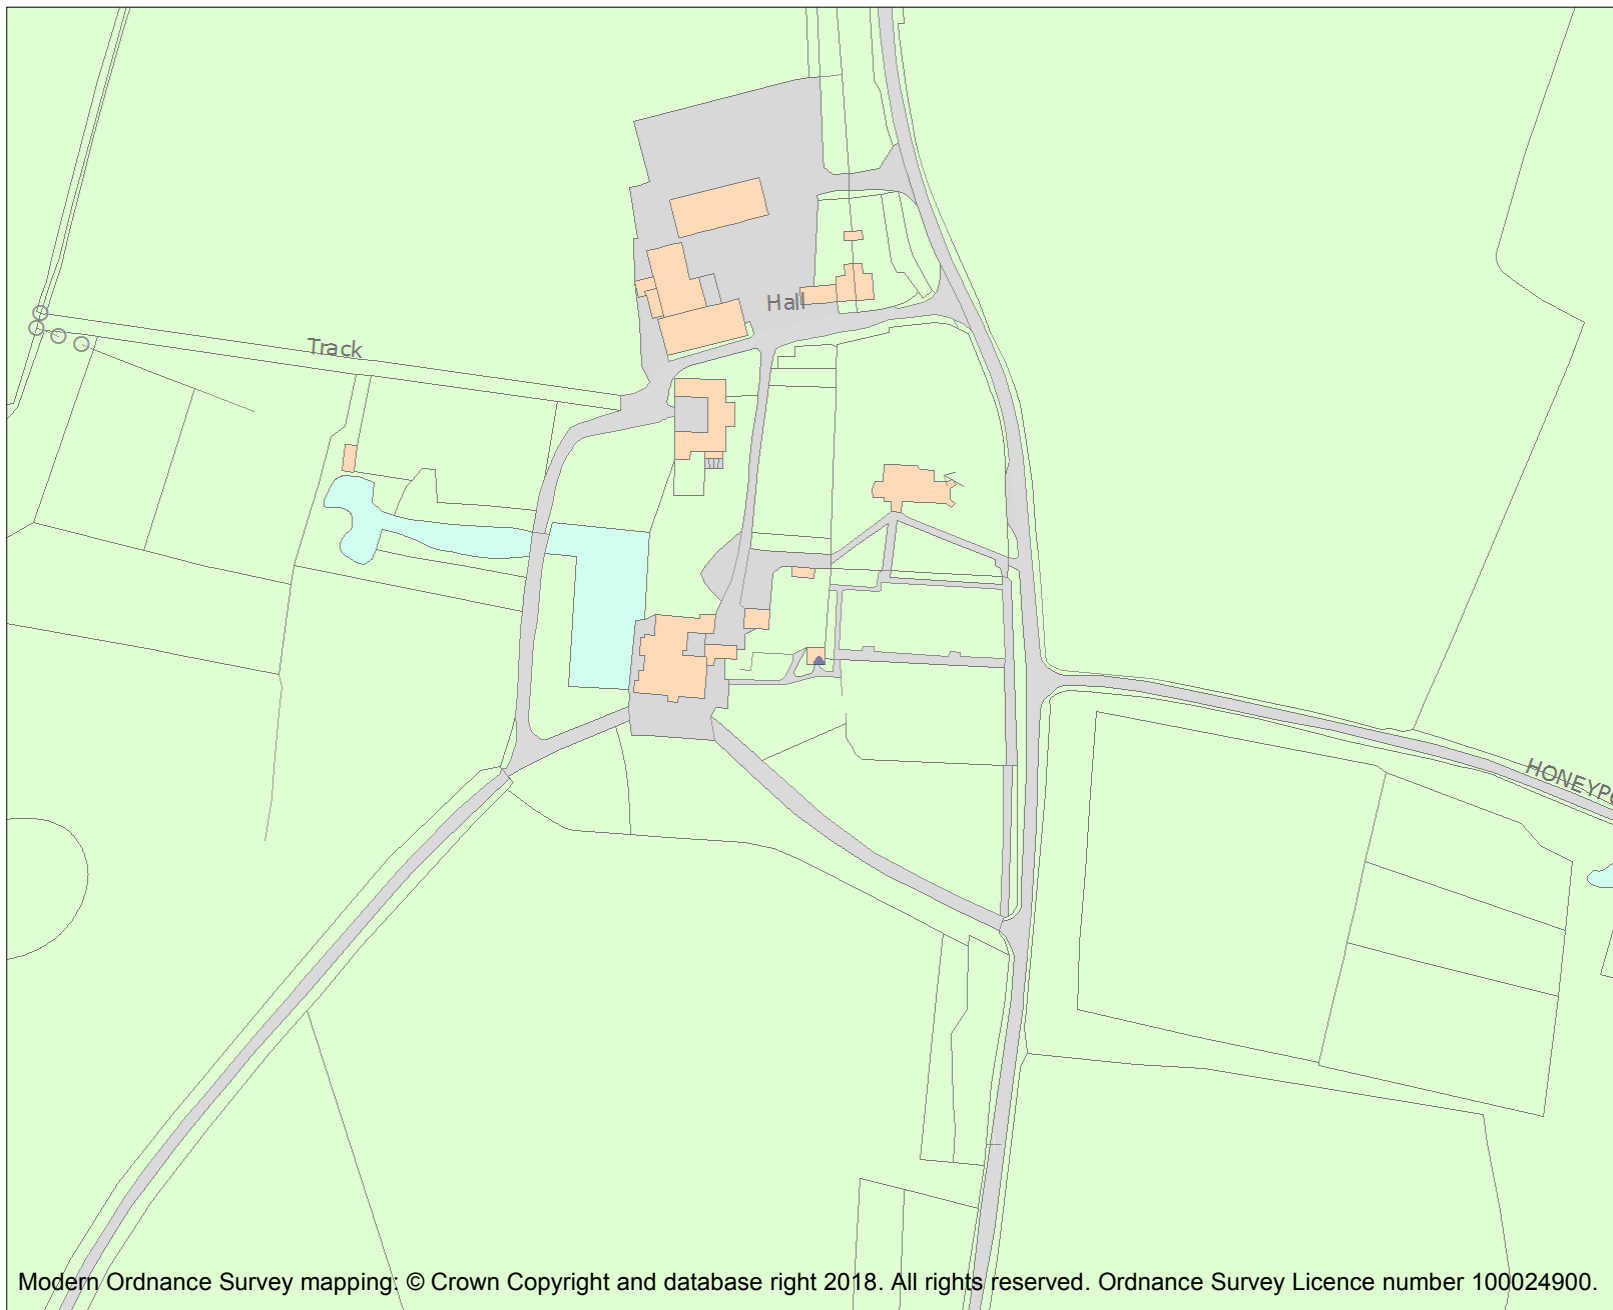 Hall
Track
HONEYPO
Modern Ordnance Survey mapping: © Crown Copyright and database right 2018. All rights reserved. Ordnance Survey Licence number 100024900.